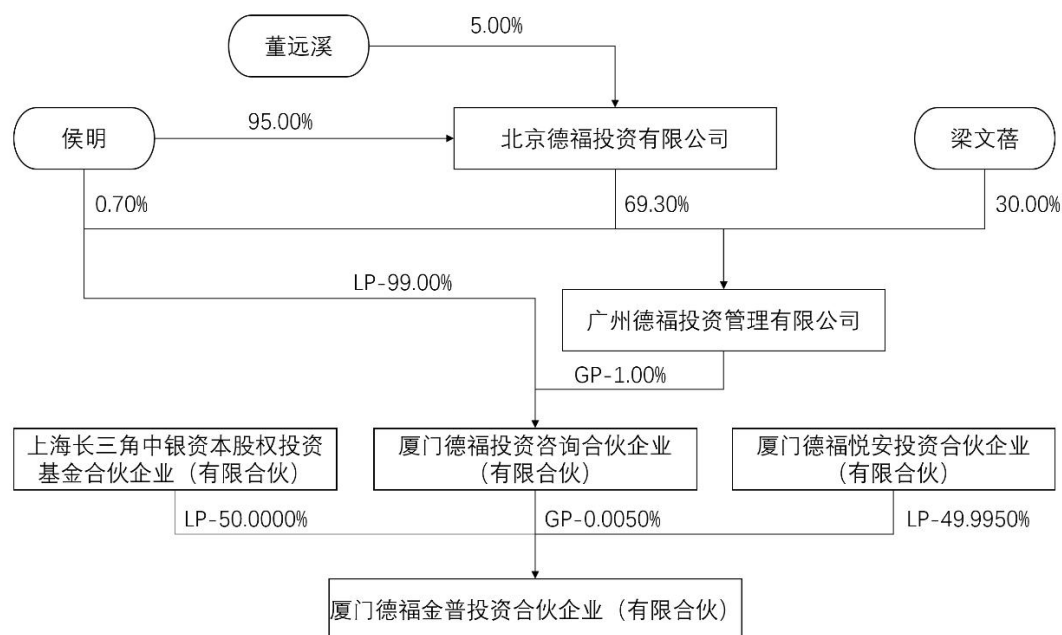 董远溪
5.00%
侯明
95.00%
北京德福投资有限公司
梁文蓓
0.70%
69.30%
30.00%
LP-99.00%
广州德福投资管理有限公司
GP-1.00%
上海长三角中银资本股权投资
基金合伙企业（有限合伙）
厦门德福投资咨询合伙企业
（有限合伙）
厦门德福悦安投资合伙企业
（有限合伙）
LP-50.0000%
GP-0.0050%
LP-49.9950%
厦门德福金普投资合伙企业（有限合伙）